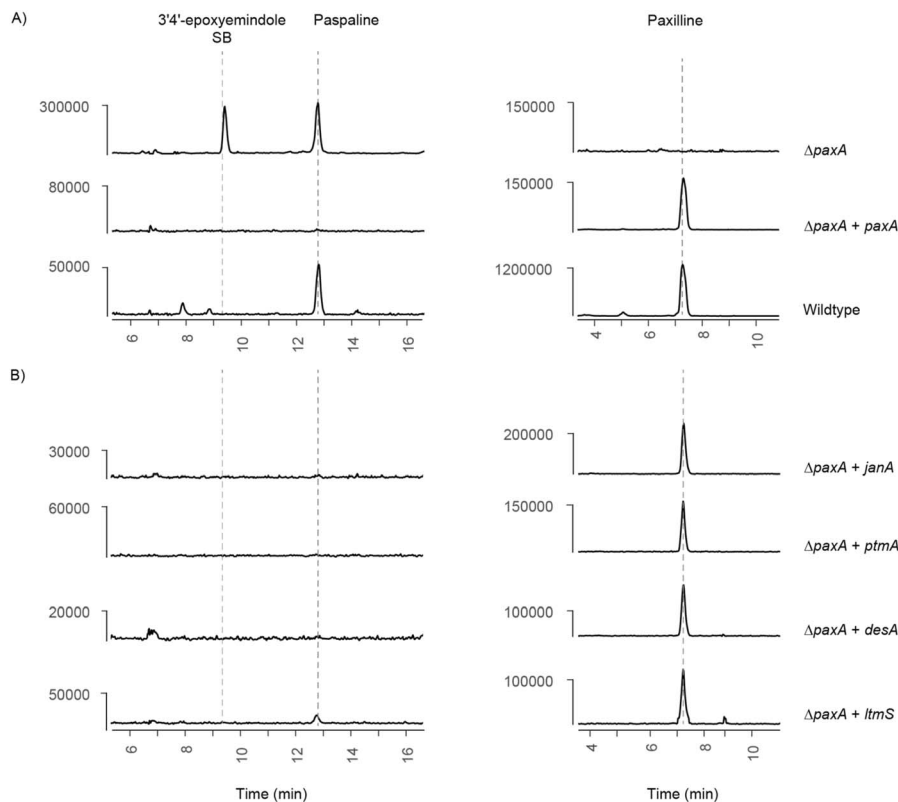 A)
3'4'-epoxyemindole
SB
Paspaline
Paxilline
300000
150000
ΔpaxA
80000
150000
ΔpaxA + paxA
50000
1200000
Wildtype
6 8 10 12 14 16
4 6 8 10
B)
30000
200000
ΔpaxA + janA
60000
150000
ΔpaxA + ptmA
20000
100000
ΔpaxA + desA
50000
100000
ΔpaxA + ltmS
6 8 10 12 14 16
4 6 8 10
Time (min)
Time (min)